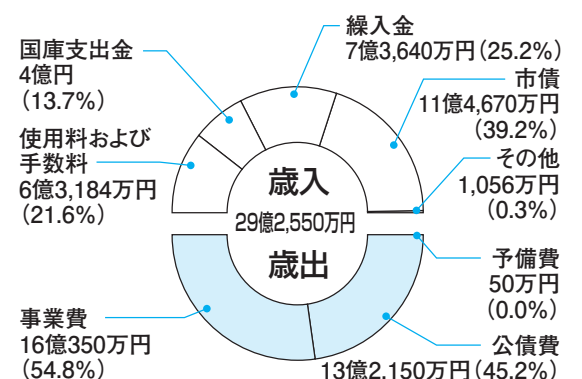 繰入金
7億3,640万円(25.2%)
国庫支出金
4億円
(13.7%)
市債
11億4,670万円
(39.2%)
使用料および
手数料
6億3,184万円
(21.6%)
その他
1,056万円
(0.3%)
歳入
29億2,550万円
歳出
予備費
50万円
(0.0%)
事業費
16億350万円
(54.8%)
公債費
13億2,150万円(45.2%)